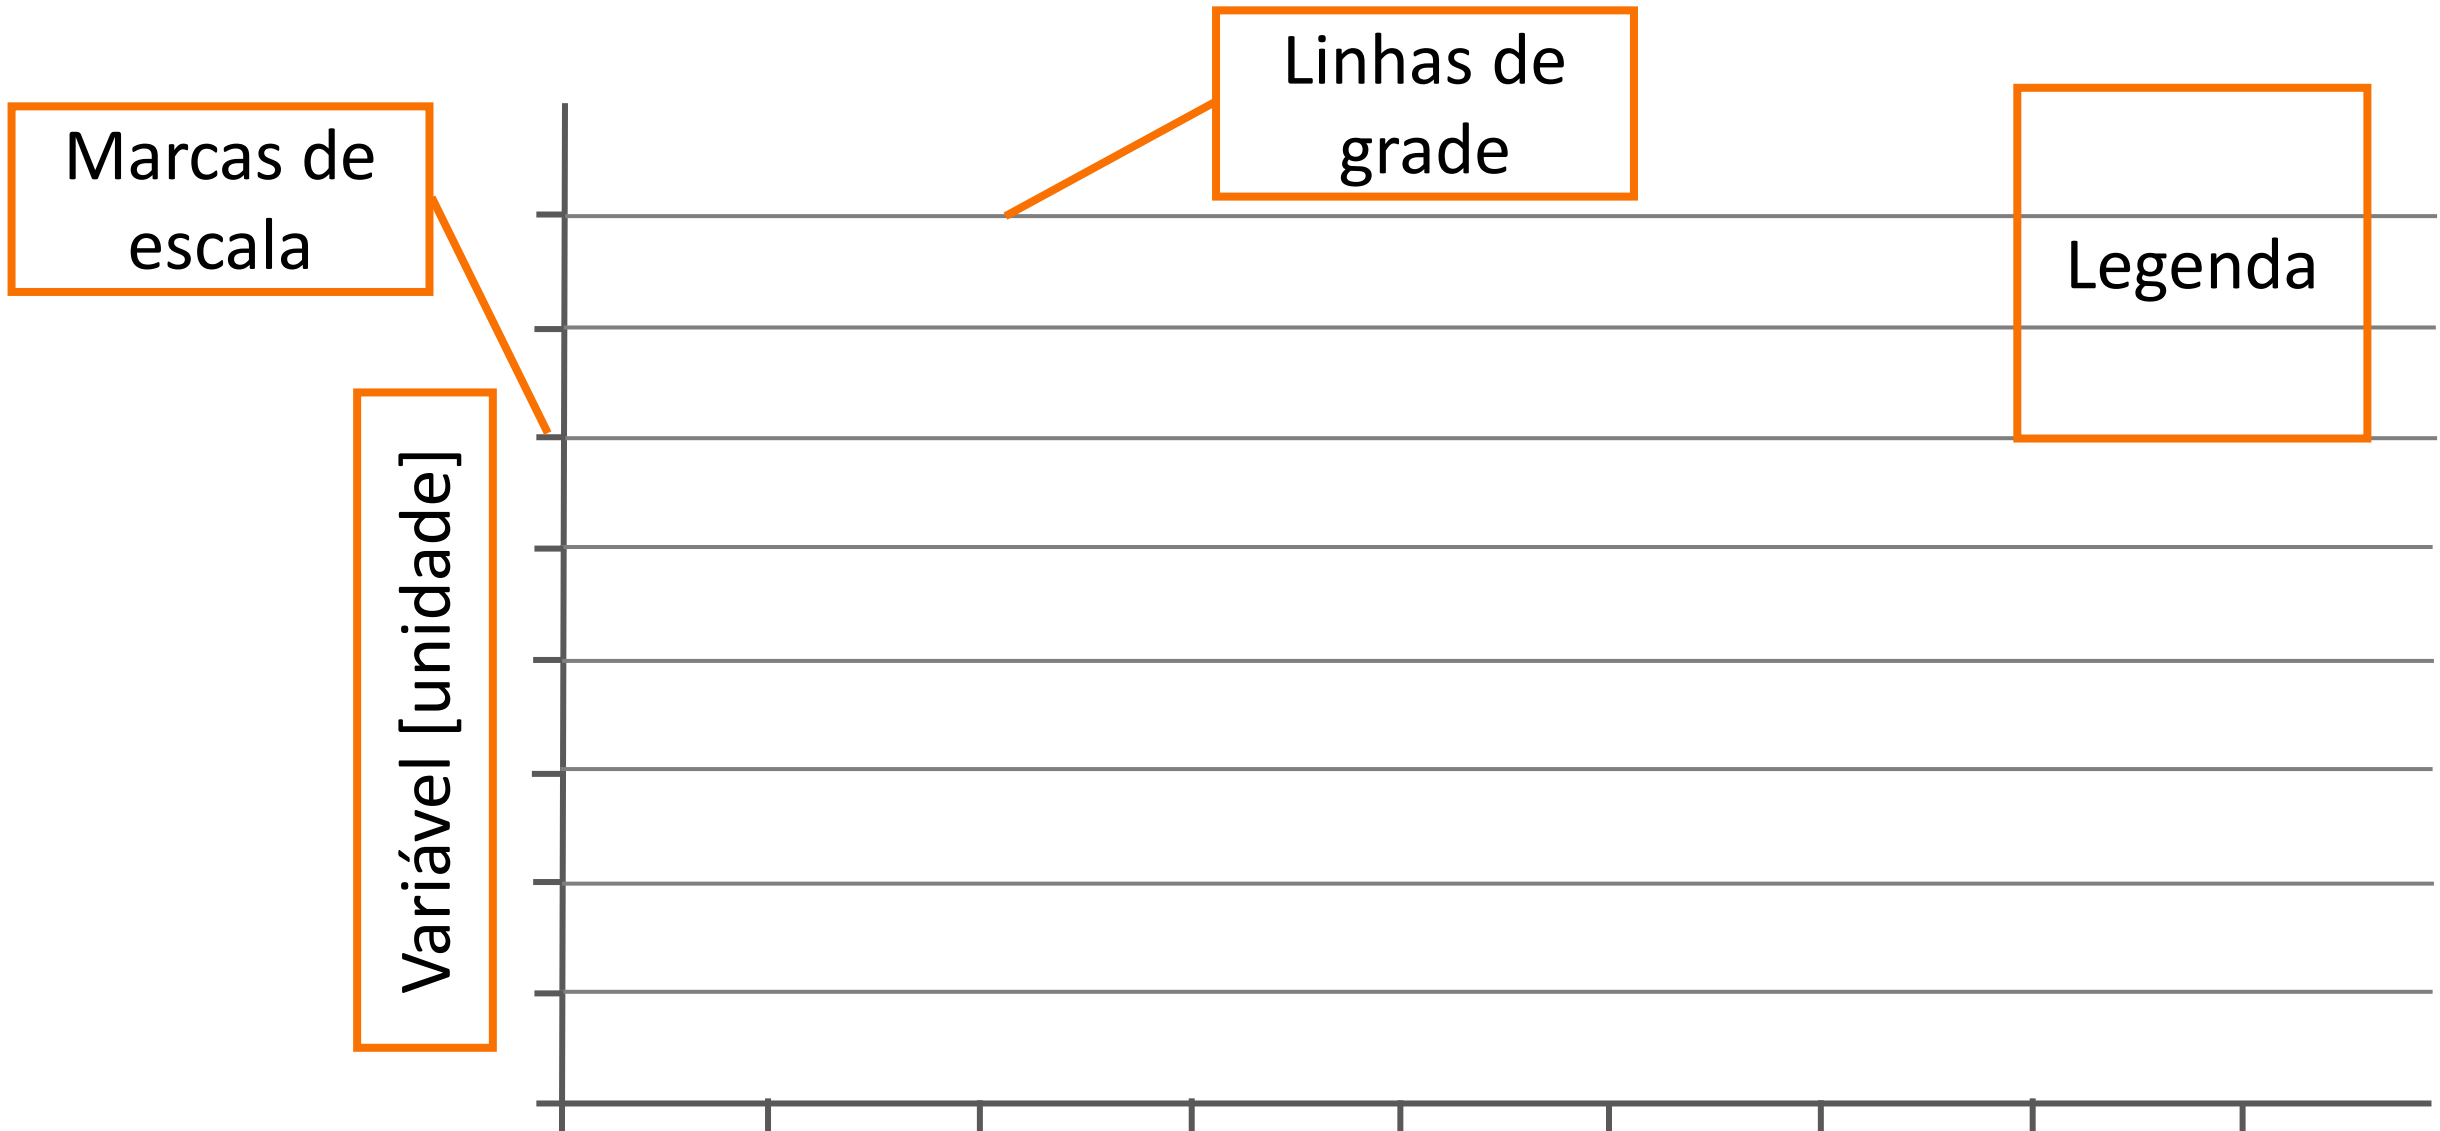 Linhas de
grade
Marcas de
escala
Legenda
Variável [unidade]